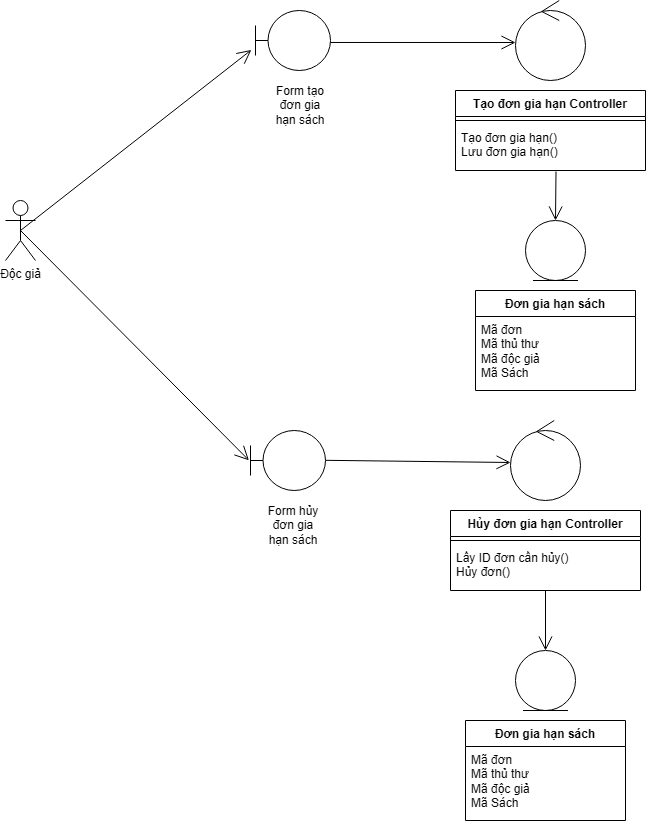 Form tạo
đơn gia
hạn sách
Tạo đơn gia hạn Controller
Tạo đơn gia hạn()
Lưu đơn gia hạn()
Độc giả
Đơn gia hạn sách
Mã đơn
Mã thủ thư
Mã độc giả
Mã Sách
Form hủy
đơn gia
hạn sách
Hủy đơn gia hạn Controller
Lấy ID đơn cần hủy()
Hủy đơn()
Đơn gia hạn sách
Mã đơn
Mã thủ thư
Mã độc giả
Mã Sách